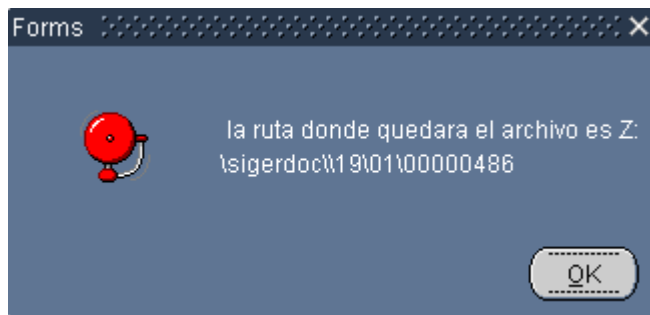 Forms
la ruta donde quedara el archivo es Z:
\sigerdoc\\19\01\00000486
OK